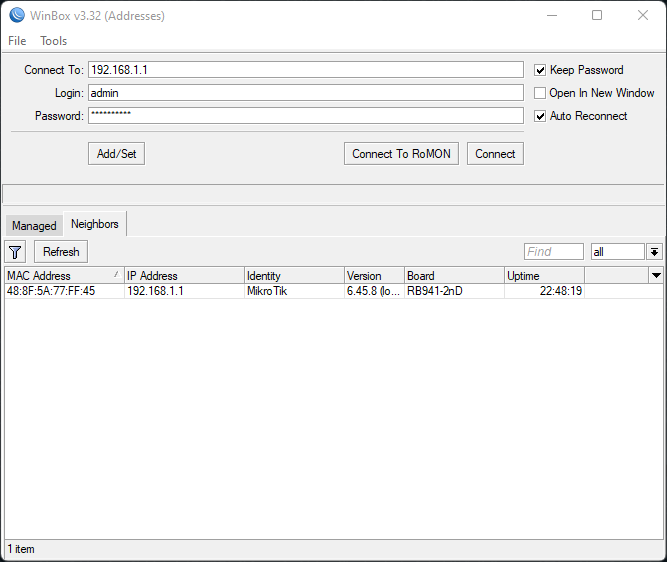 WinBox v3.32 (Addresses)
File Tools
Connect To: 192.168.1.1
Keep Password
Login: admin
Open In New Window
Password: **********
Auto Reconnect
Add/Set Connect To RoMON Connect
Managed Neighbors
Refresh Find all
MAC Address / IP Address Identity Version Board Uptime
48:8F:5A:77:FF:45 192.168.1.1 MikroTik 6.45.8 (lo... RB941-2nD 22:48:19
1 item